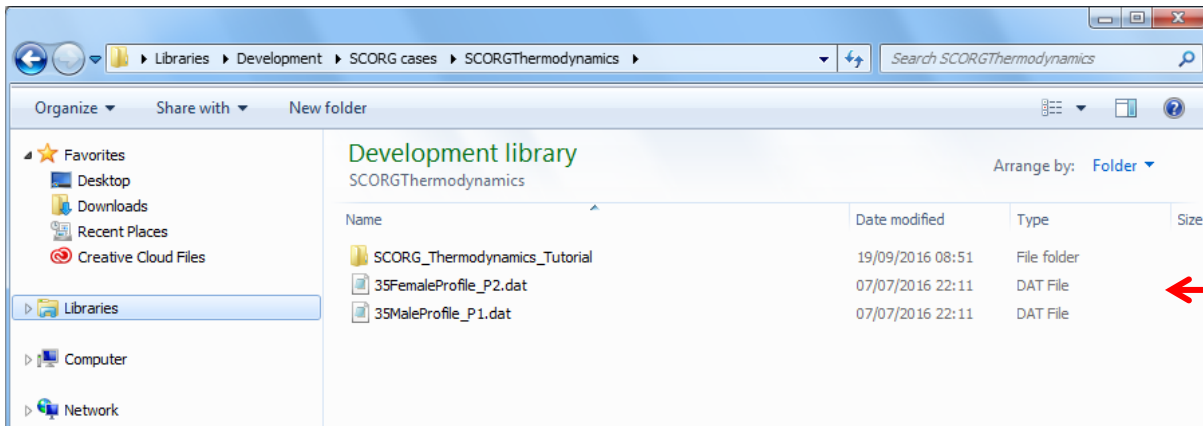 Libraries Development SCORG cases SCORGThermodynamics
Search SCORGThermodynamics
Organize Share with New folder
Favorites
Desktop
Downloads
Recent Places
Creative Cloud Files
Libraries
Computer
Network
Development library
SCORGThermodynamics
Arrange by: Folder
Name Date modified Type Size
SCORG_Thermodynamics_Tutorial 19/09/2016 08:51 File folder
35FemaleProfile_P2.dat 07/07/2016 22:11 DAT File
35MaleProfile_P1.dat 07/07/2016 22:11 DAT File